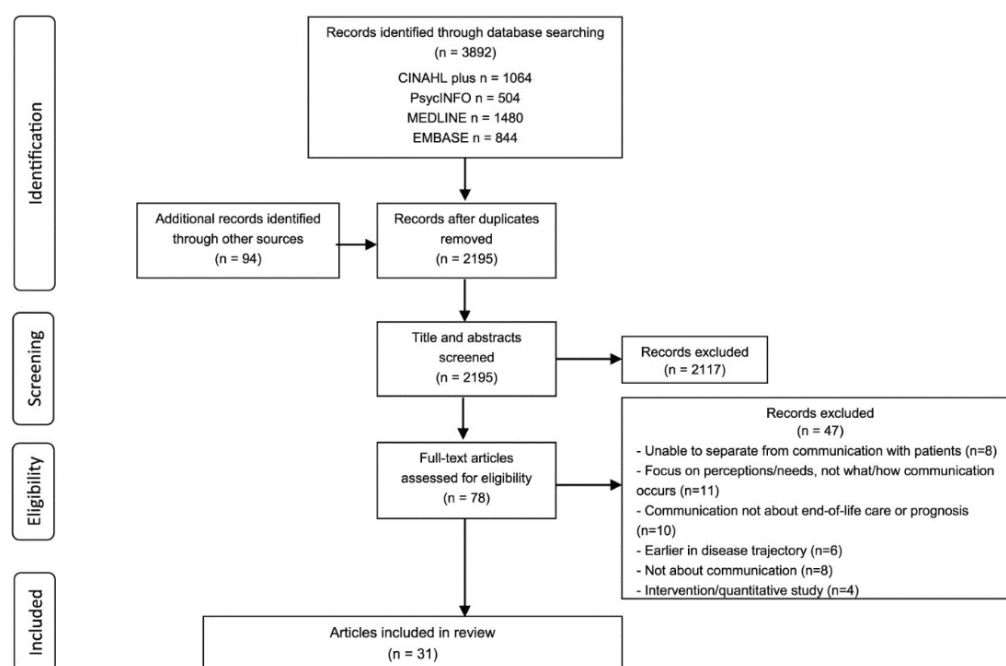 Identification
Records identified through database searching
(n = 3892)
CINAHL plus n = 1064
PsycINFO n = 504
MEDLINE n = 1480
EMBASE n = 844
Additional records identified
through other sources
(n = 94)
Records after duplicates
removed
(n = 2195)
Screening
Title and abstracts
screened
(n = 2195)
Records excluded
(n = 2117)
Eligibility
Full-text articles
assessed for eligibility
(n = 78)
Records excluded
(n = 47)
- Unable to separate from communication with patients (n=8)
- Focus on perceptions/needs, not what/how communication
occurs (n=11)
- Communication not about end-of-life care or prognosis
(n=10)
- Earlier in disease trajectory (n=6)
- Not about communication (n=8)
- Intervention/quantitative study (n=4)
Included
Articles included in review
(n = 31)